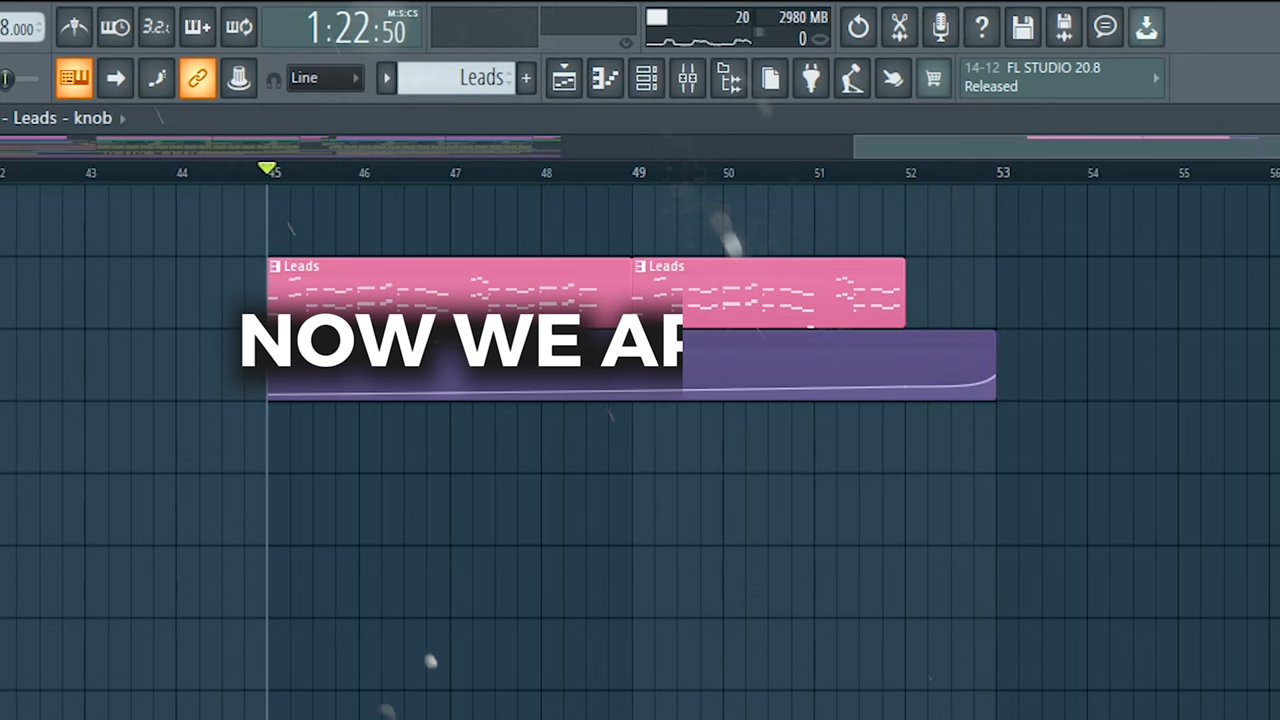 8.000
3.2.
1:22:50
M:S:CS
20
2980 MB
0
14-12 FL STUDIO 20.8
Released
Line
Leads
- Leads - knob
2 43 44 45 46 47 48 49 50 51 52 53 54 55 56
Leads
Leads
NOW WE AR